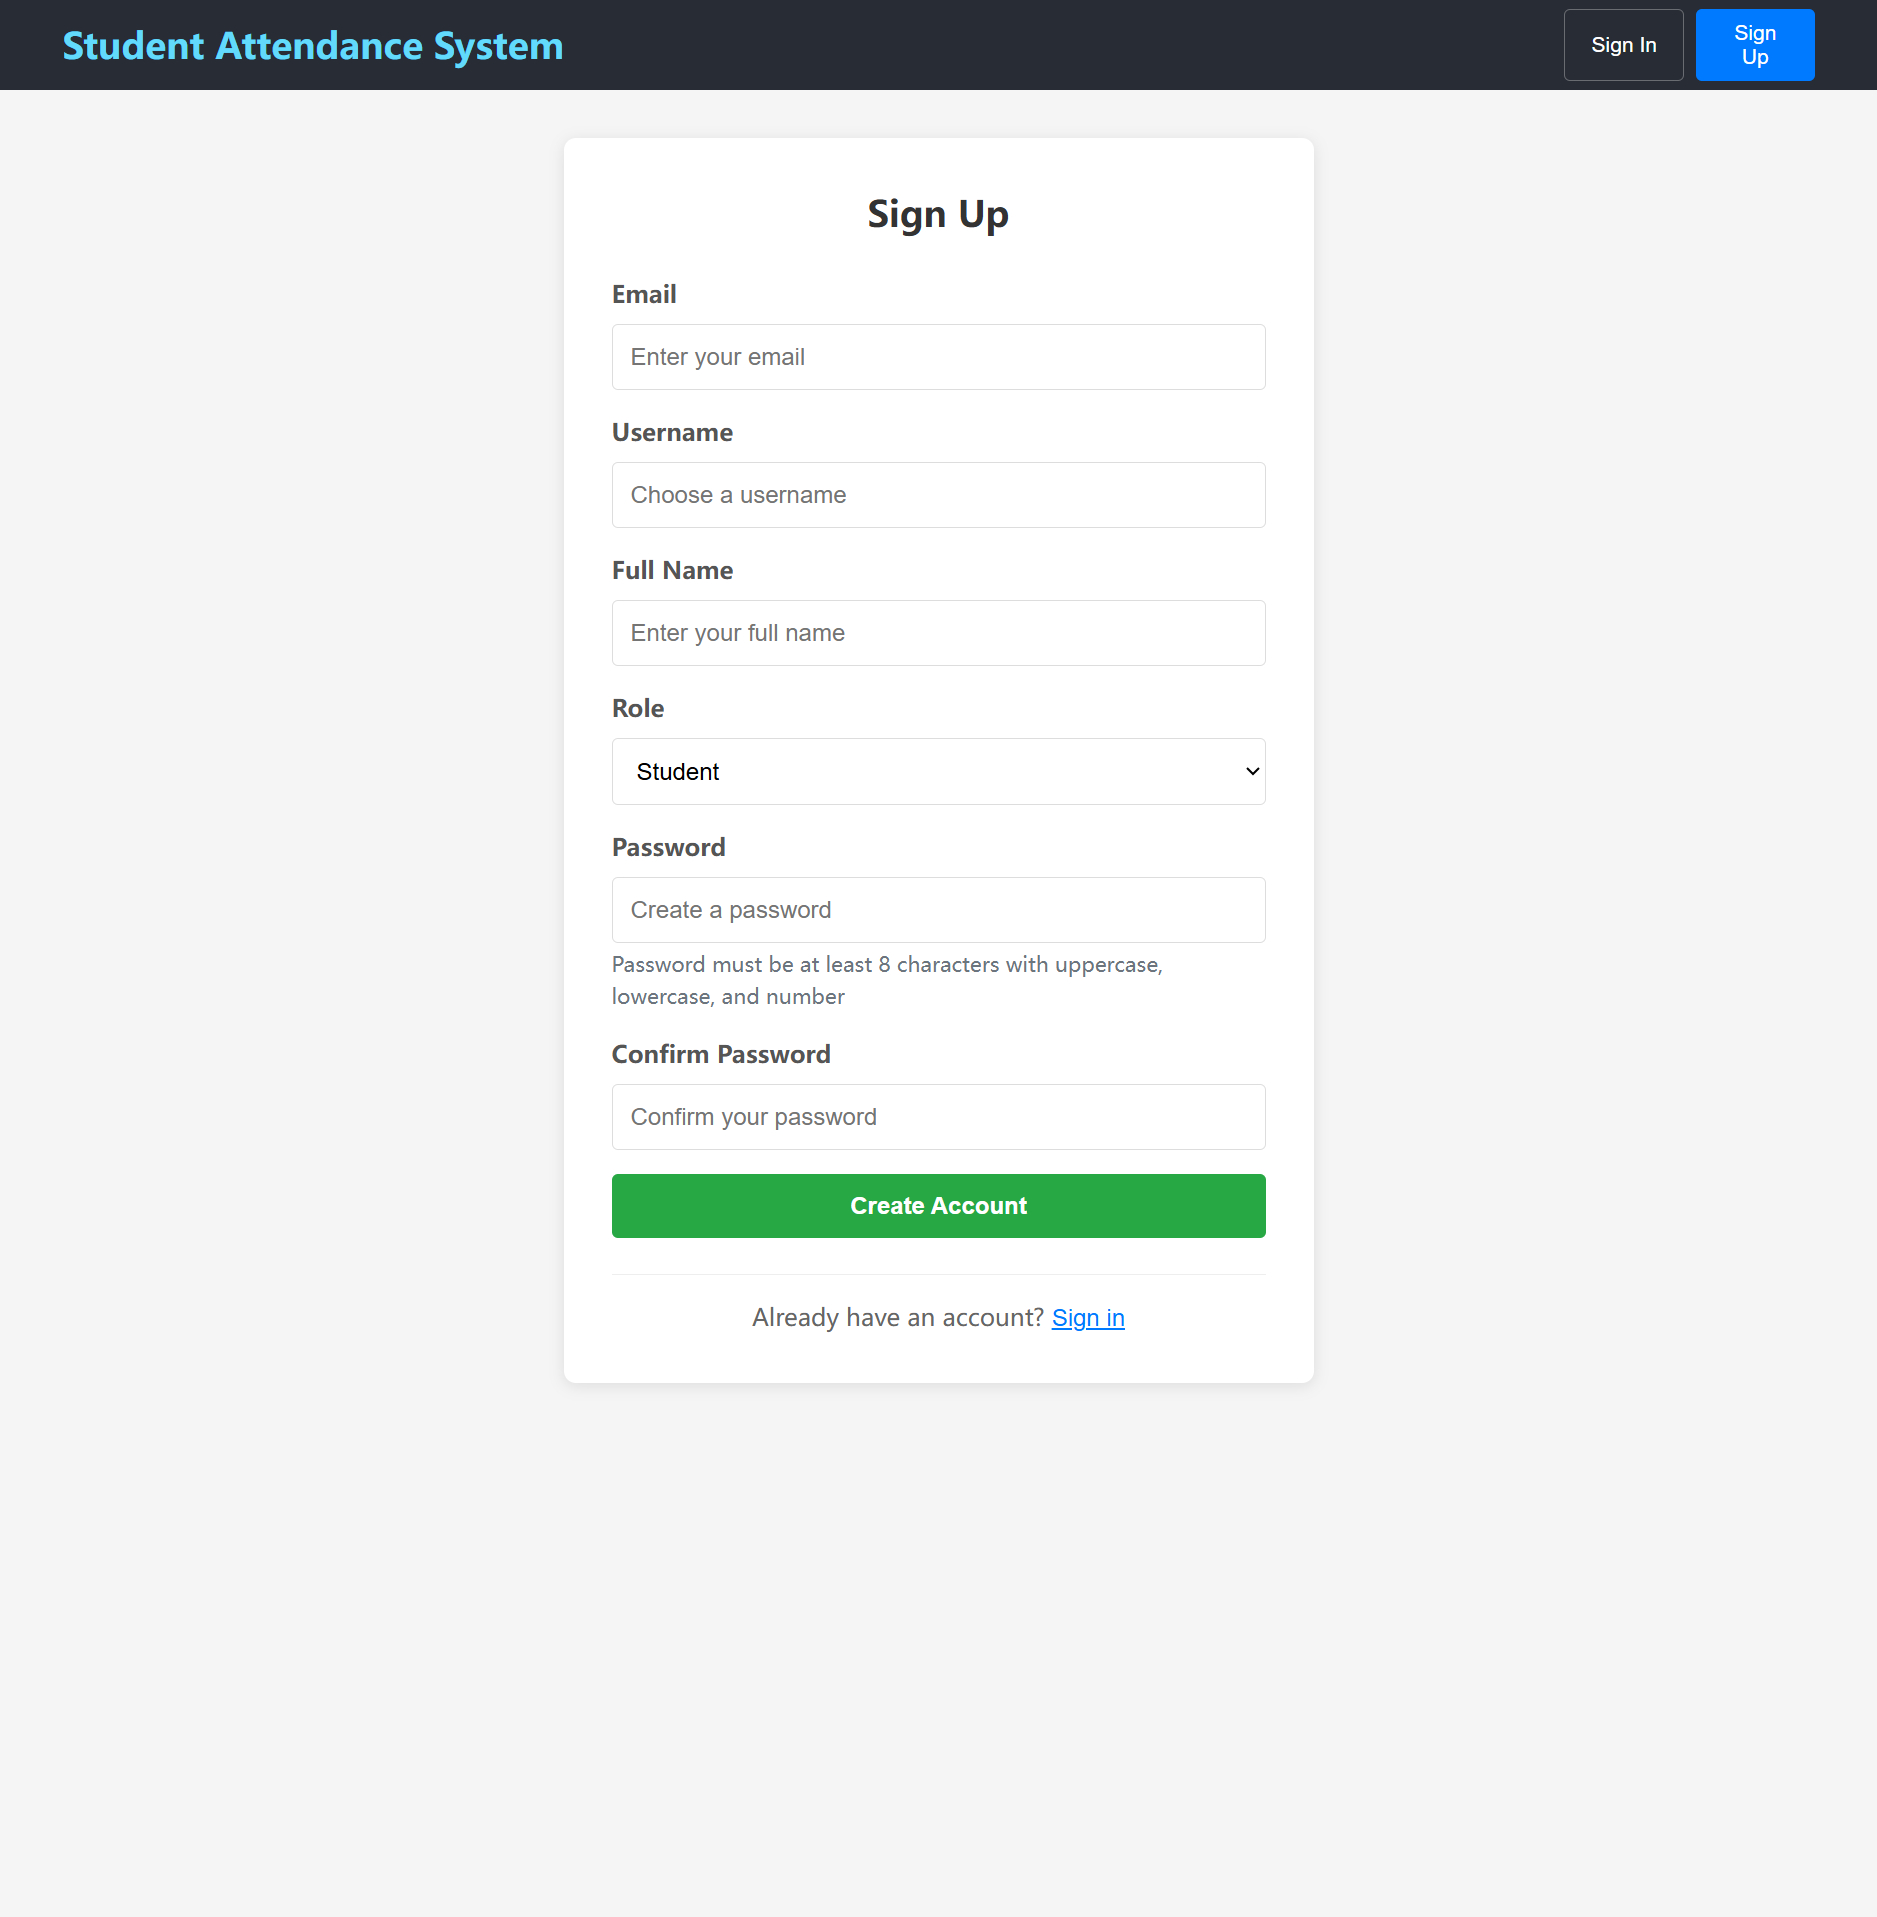 Student Attendance System
Sign In
Sign
Up
Sign Up
Email
Enter your email
Username
Choose a username
Full Name
Enter your full name
Role
Student
Password
Create a password
Password must be at least 8 characters with uppercase,
lowercase, and number
Confirm Password
Confirm your password
Create Account
Already have an account? Sign in